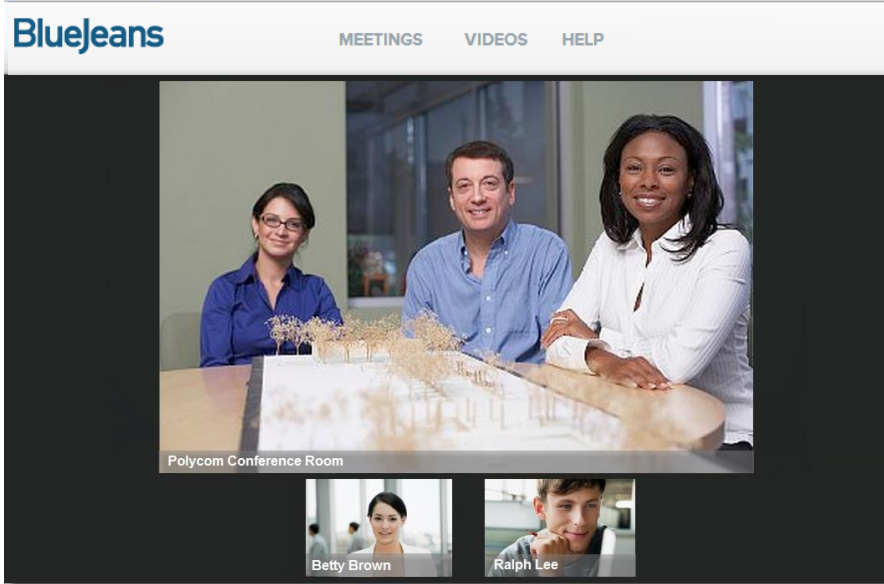 BlueJeans
MEETINGS VIDEOS HELP
Polycom Conference Room
Betty Brown
Ralph Lee